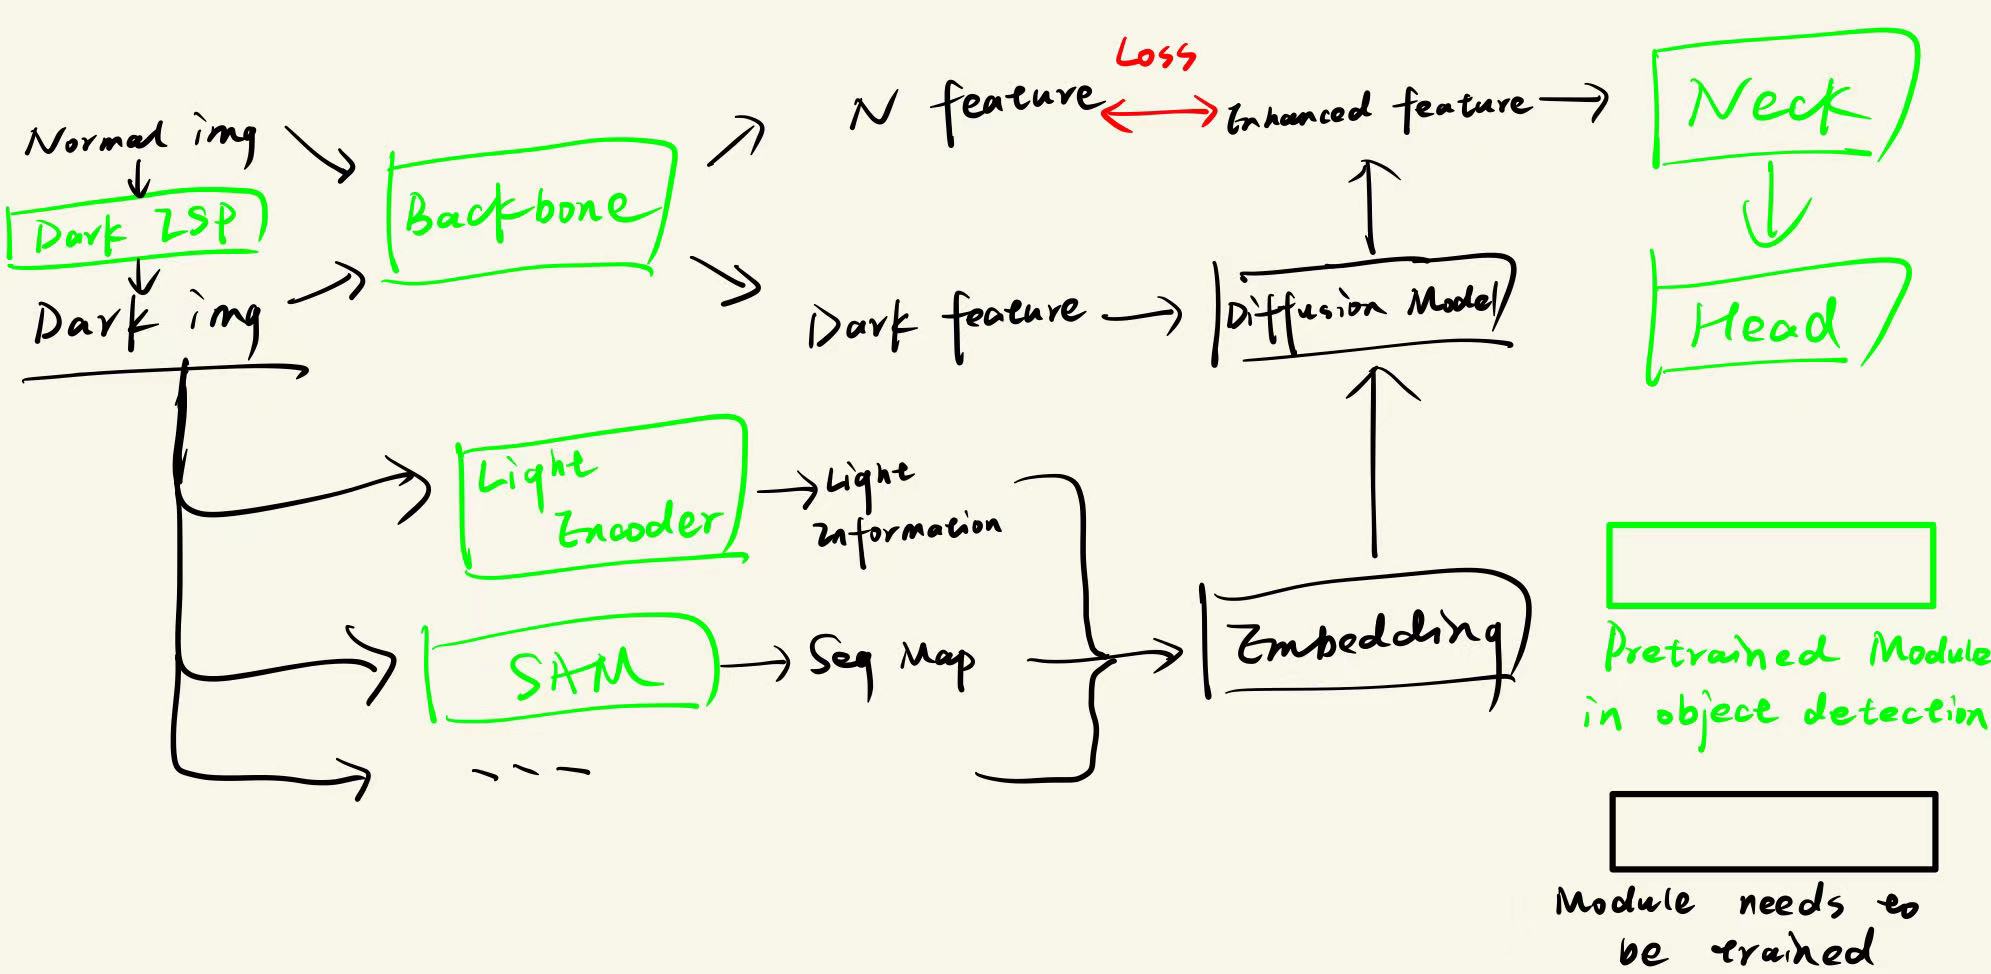 Loss
N feature
Enhanced feature
Neck
Normal img
Backbone
Dark ISP
Dark img
Dark feature
Diffusion Model
Head
Light
Encoder
Light
Information
SAM
Seg Map
Embedding
Pretrained Module
in object detection
Module needs to
be trained